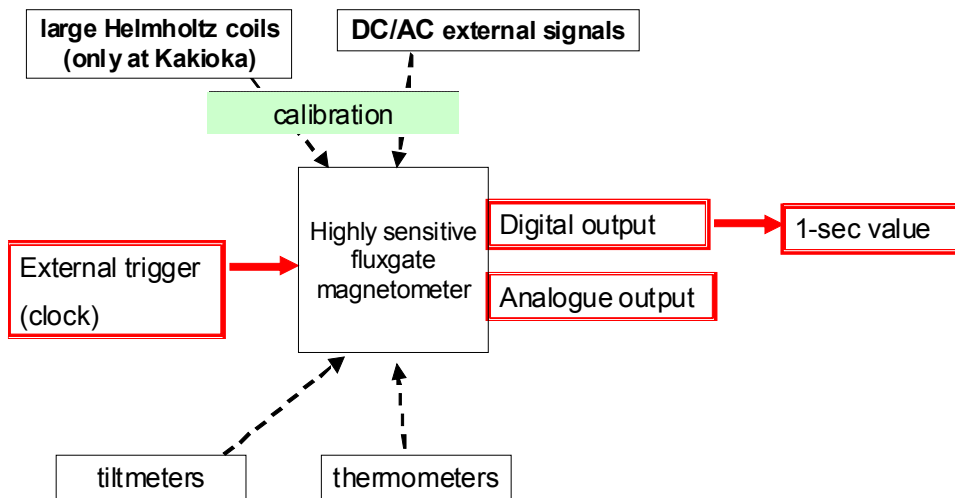 large Helmholtz coils
(only at Kakioka)
DC/AC external signals
calibration
Highly sensitive
fluxgate
magnetometer
Digital output
1-sec value
External trigger
(clock)
Analogue output
tiltmeters
thermometers